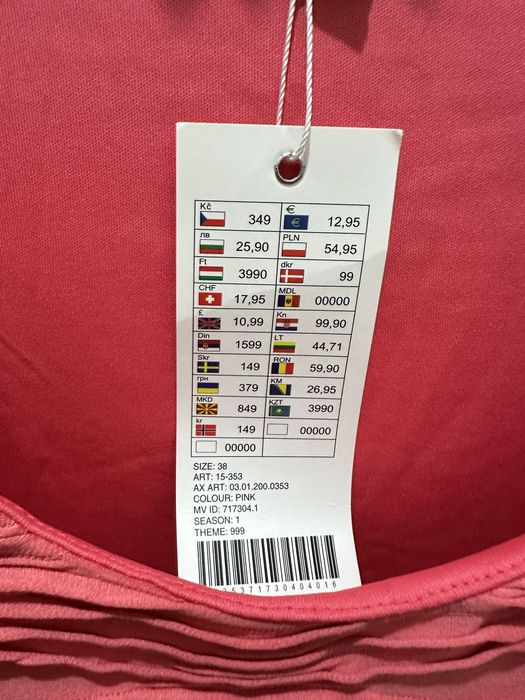 Kč 349 € 12,95
лв 25,90 PLN 54,95
Ft 3990 dkr 99
CHF 17,95 MDL 00000
£ 10,99 Kn 99,90
Din 1599 LT 44,71
Skr 149 RON 59,90
грн 379 KM 26,95
MKD 849 KZT 3990
kr 149 00000
00000
SIZE: 38
ART: 15-353
AX ART: 03.01.200.0353
COLOUR: PINK
MV ID: 717304.1
SEASON: 1
THEME: 999